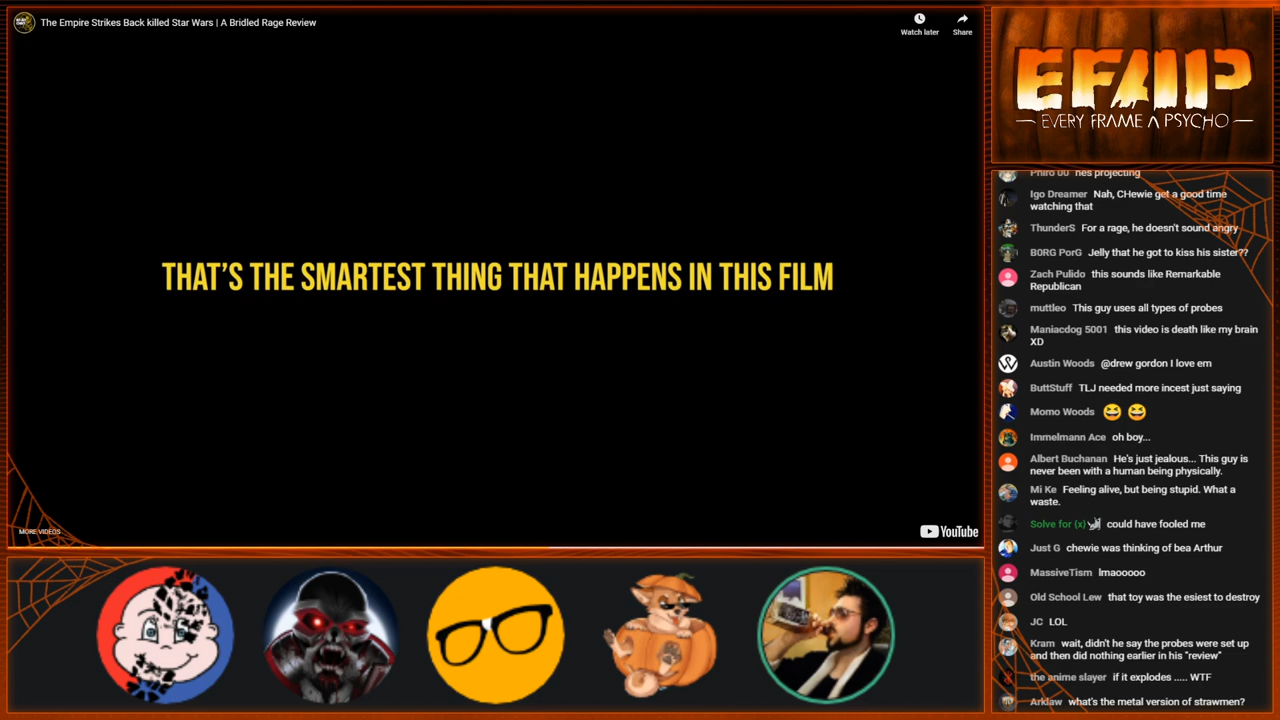 The Empire Strikes Back killed Star Wars | A Bridled Rage Review
Watch later
Share
THAT'S THE SMARTEST THING THAT HAPPENS IN THIS FILM
MORE VIDEOS
YouTube
EFAP
EVERY FRAME A PSYCHO
Phiro 00 hes projecting
Igo Dreamer Nah, CHewie get a good time
watching that
ThunderS For a rage, he doesn't sound angry
B0RG PorG Jelly that he got to kiss his sister??
Zach Pulido this sounds like Remarkable
Republican
muttleo This guy uses all types of probes
Maniacdog 5001 this video is death like my brain
XD
Austin Woods @drew gordon I love em
ButtStuff TLJ needed more incest just saying
Momo Woods 😆 😆
Immelmann Ace oh boy...
Albert Buchanan He's just jealous... This guy is
never been with a human being physically.
Mi Ke Feeling alive, but being stupid. What a
waste.
Solve for (x) could have fooled me
Just G chewie was thinking of bea Arthur
MassiveTism lmaooooo
Old School Lew that toy was the esiest to destroy
JC LOL
Kram wait, didn't he say the probes were set up
and then did nothing earlier in his "review"
the anime slayer if it explodes ..... WTF
Arklaw what's the metal version of strawmen?